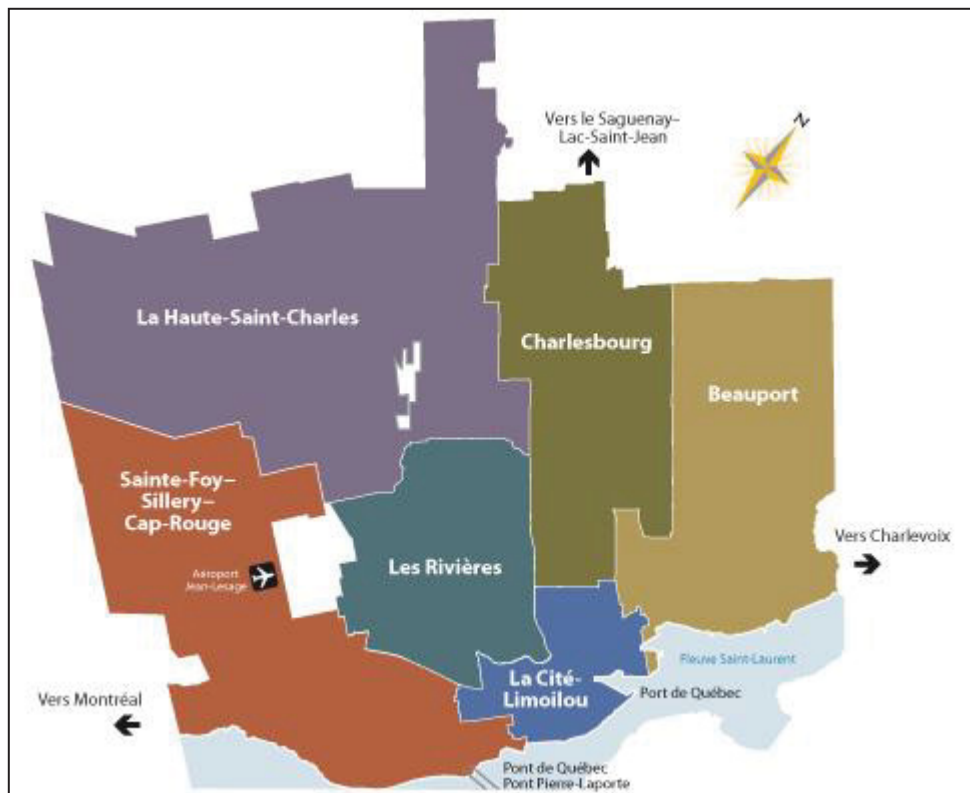 Vers le Saguenay–
Lac-Saint-Jean
N
La Haute-Saint-Charles
Charlesbourg
Beauport
Sainte-Foy–
Sillery–
Cap-Rouge
Vers Charlevoix
Les Rivières
Aéroport
Jean-Lesage
Fleuve Saint-Laurent
La Cité-
Limoilou
Port de Québec
Vers Montréal
Pont de Québec
Pont Pierre-Laporte